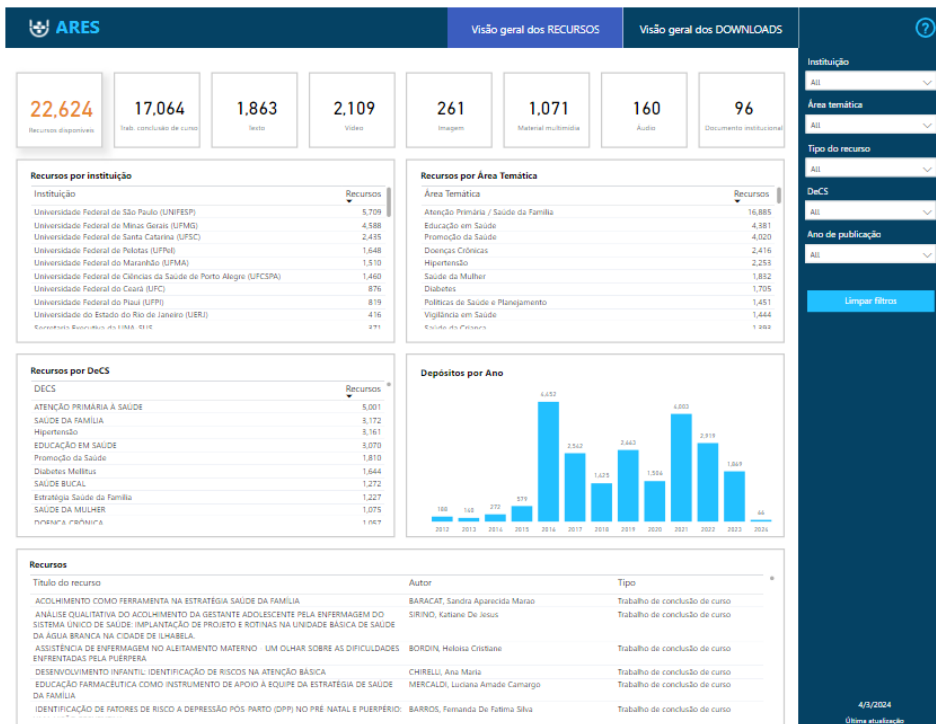 ARES
Visão geral dos RECURSOS
Visão geral dos DOWNLOADS
?
22,624
Recursos disponíveis
17,064
Trab. conclusão de curso
1,863
Texto
2,109
Vídeo
261
Imagem
1,071
Material multimídia
160
Áudio
96
Documento institucional
Instituição
All
Área temática
All
Tipo do recurso
All
DeCS
All
Ano de publicação
All
Limpar filtros
Recursos por instituição
Instituição Recursos
Universidade Federal de São Paulo (UNIFESP) 5,709
Universidade Federal de Minas Gerais (UFMG) 4,588
Universidade Federal de Santa Catarina (UFSC) 2,435
Universidade Federal de Pelotas (UFPel) 1,648
Universidade Federal do Maranhão (UFMA) 1,510
Universidade Federal de Ciências da Saúde de Porto Alegre (UFCSPA) 1,460
Universidade Federal do Ceará (UFC) 876
Universidade Federal do Piauí (UFPI) 819
Universidade do Estado do Rio de Janeiro (UERJ) 416
Secretaria Executiva da UNA-SUS 371
Recursos por Área Temática
Área Temática Recursos
Atenção Primária / Saúde da Família 16,885
Educação em Saúde 4,381
Promoção da Saúde 4,020
Doenças Crônicas 2,416
Hipertensão 2,253
Saúde da Mulher 1,832
Diabetes 1,705
Políticas de Saúde e Planejamento 1,451
Vigilância em Saúde 1,444
Saúde da Criança 1,393
Recursos por DeCS
DECS Recursos
ATENÇÃO PRIMÁRIA À SAÚDE 5,001
SAÚDE DA FAMÍLIA 3,172
Hipertensão 3,161
EDUCAÇÃO EM SAÚDE 3,070
Promoção da Saúde 1,810
Diabetes Mellitus 1,644
SAÚDE BUCAL 1,272
Estratégia Saúde da Família 1,227
SAÚDE DA MULHER 1,075
DOENÇA CRÔNICA 1,057
Depósitos por Ano
4,452
4,003
2,542
2,919
2,663
1,869
1,425
1,504
579
272
188
140
66
2012 2013 2014 2015 2016 2017 2018 2019 2020 2021 2022 2023 2024
Recursos
Título do recurso Autor Tipo
ACOLHIMENTO COMO FERRAMENTA NA ESTRATÉGIA SAÚDE DA FAMÍLIA BARACAT, Sandra Aparecida Marao Trabalho de conclusão de curso
ANÁLISE QUALITATIVA DO ACOLHIMENTO DA GESTANTE ADOLESCENTE PELA ENFERMAGEM DO SIRINO, Katiane De Jesus Trabalho de conclusão de curso
SISTEMA ÚNICO DE SAÚDE: IMPLANTAÇÃO DE PROJETO E ROTINAS NA UNIDADE BÁSICA DE SAÚDE
DA ÁGUA BRANCA NA CIDADE DE ILHABELA.
ASSISTÊNCIA DE ENFERMAGEM NO ALEITAMENTO MATERNO UM OLHAR SOBRE AS DIFICULDADES BORDIN, Heloisa Cristiane Trabalho de conclusão de curso
ENFRENTADAS PELA PUÉRPERA
DESENVOLVIMENTO INFANTIL: IDENTIFICAÇÃO DE RISCOS NA ATENÇÃO BÁSICA CHIRELLI, Ana Maria Trabalho de conclusão de curso
EDUCAÇÃO FARMACÊUTICA COMO INSTRUMENTO DE APOIO À EQUIPE DA ESTRATÉGIA DE SAÚDE MERCALDI, Luciana Amade Camargo Trabalho de conclusão de curso
DA FAMÍLIA
IDENTIFICAÇÃO DE FATORES DE RISCO A DEPRESSÃO PÓS PARTO (DPP) NO PRÉ NATAL E PUERPÉRIO: BARROS, Fernanda De Fatima Silva Trabalho de conclusão de curso
4/3/2024
Última atualização